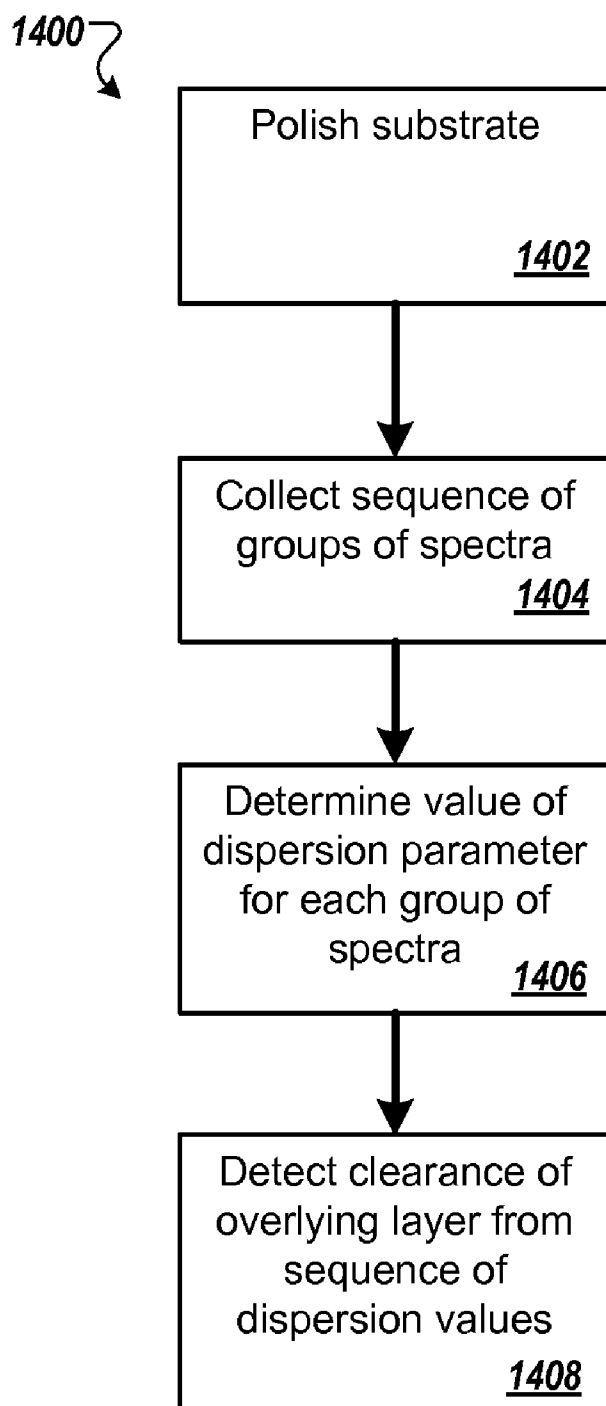 1400
Polish substrate
1402
Collect sequence of
groups of spectra
1404
Determine value of
dispersion parameter
for each group of
spectra
1406
Detect clearance of
overlying layer from
sequence of
dispersion values
1408